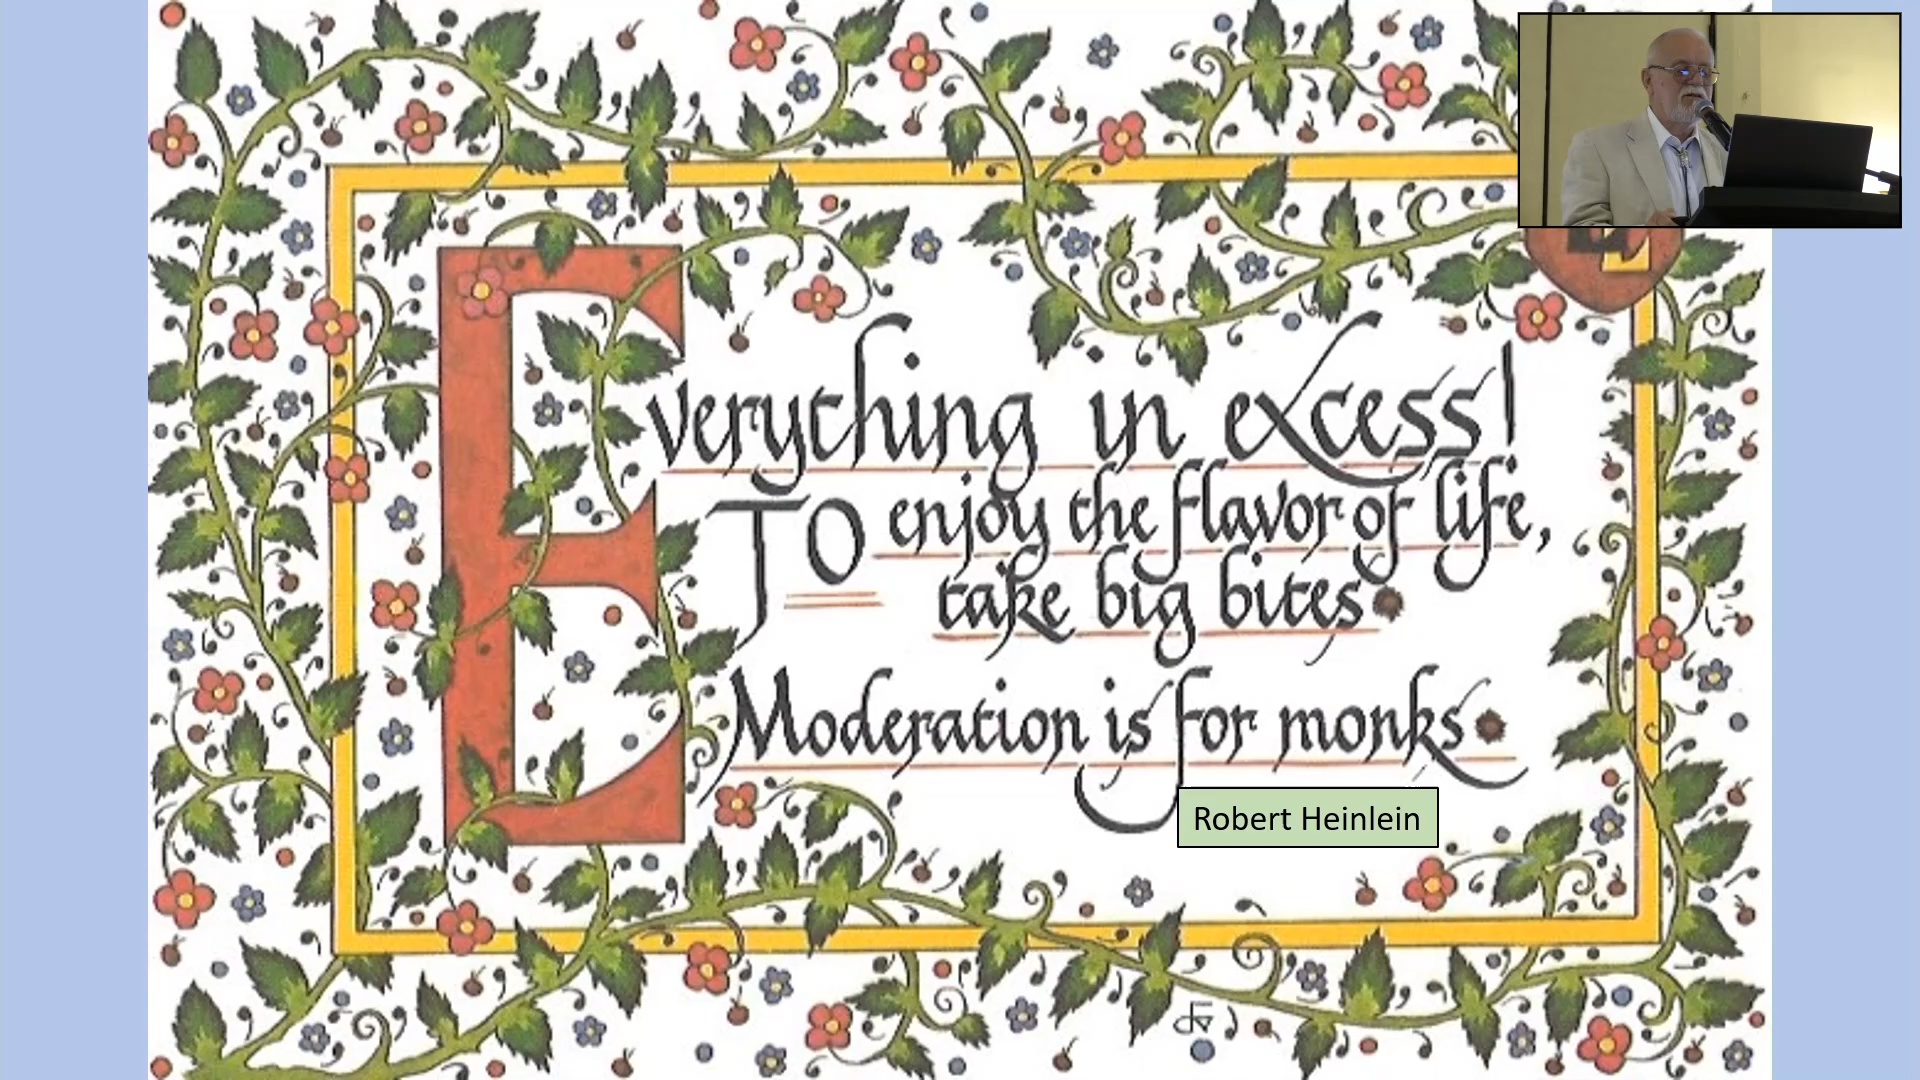 Everything in excess!
To enjoy the flavor of life,
take big bites.
Moderation is for monks.
Robert Heinlein